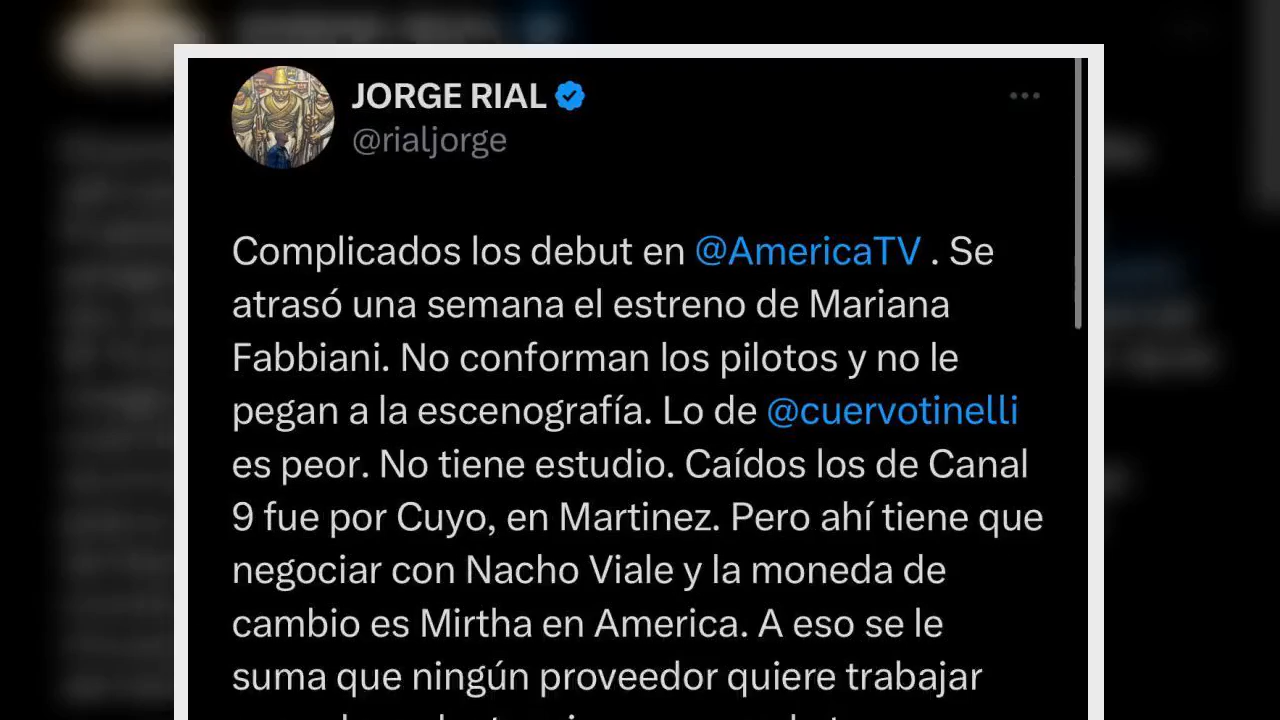 JORGE RIAL
@rialjorge
Complicados los debut en @AmericaTV . Se
atrasó una semana el estreno de Mariana
Fabbiani. No conforman los pilotos y no le
pegan a la escenografía. Lo de @cuervotinelli
es peor. No tiene estudio. Caídos los de Canal
9 fue por Cuyo, en Martinez. Pero ahí tiene que
negociar con Nacho Viale y la moneda de
cambio es Mirtha en America. A eso se le
suma que ningún proveedor quiere trabajar